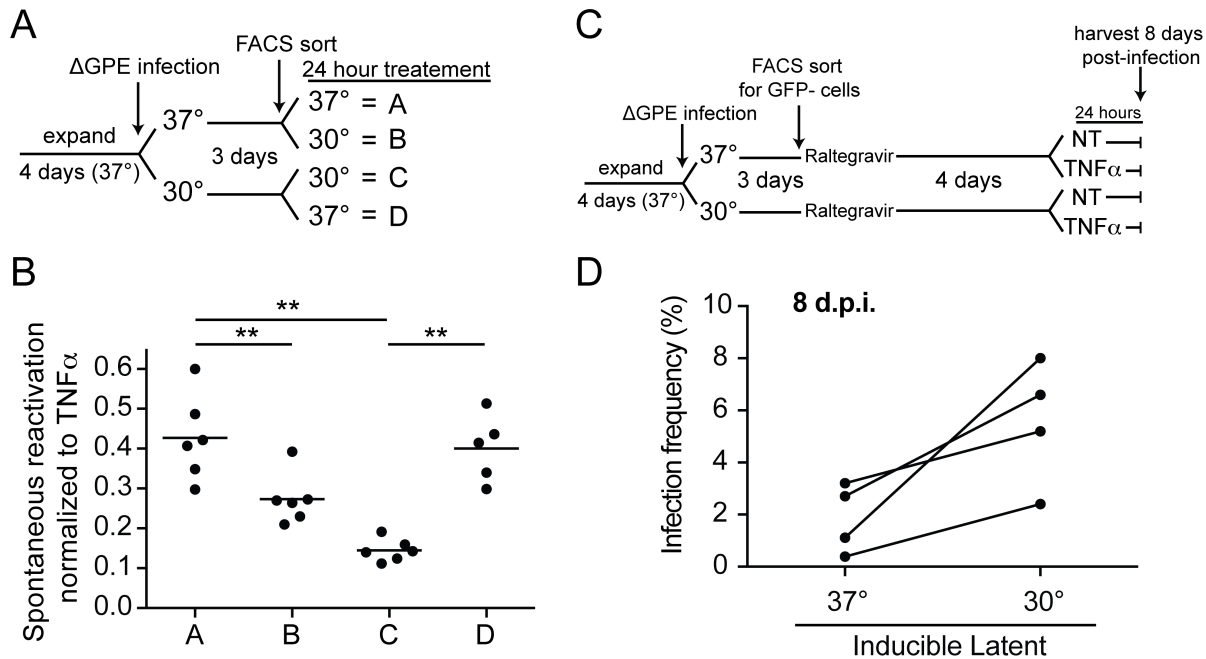 A
ΔGPE infection
FACS sort
24 hour treatement
expand
4 days (37°)
37°
30°
3 days
37° = A
30° = B
30° = C
37° = D
C
ΔGPE infection
FACS sort
for GFP- cells
harvest 8 days
post-infection
24 hours
expand
4 days (37°)
37°
3 days
30°
Raltegravir
Raltegravir
4 days
NT
TNFα
NT
TNFα
B
Spontaneous reactivation
normalized to TNFα
**
**
**
0.6
0.5
0.4
0.3
0.2
0.1
0.0
A
B
C
D
D
8 d.p.i.
Infection frequency (%)
10
8
6
4
2
0
37°
30°
Inducible Latent